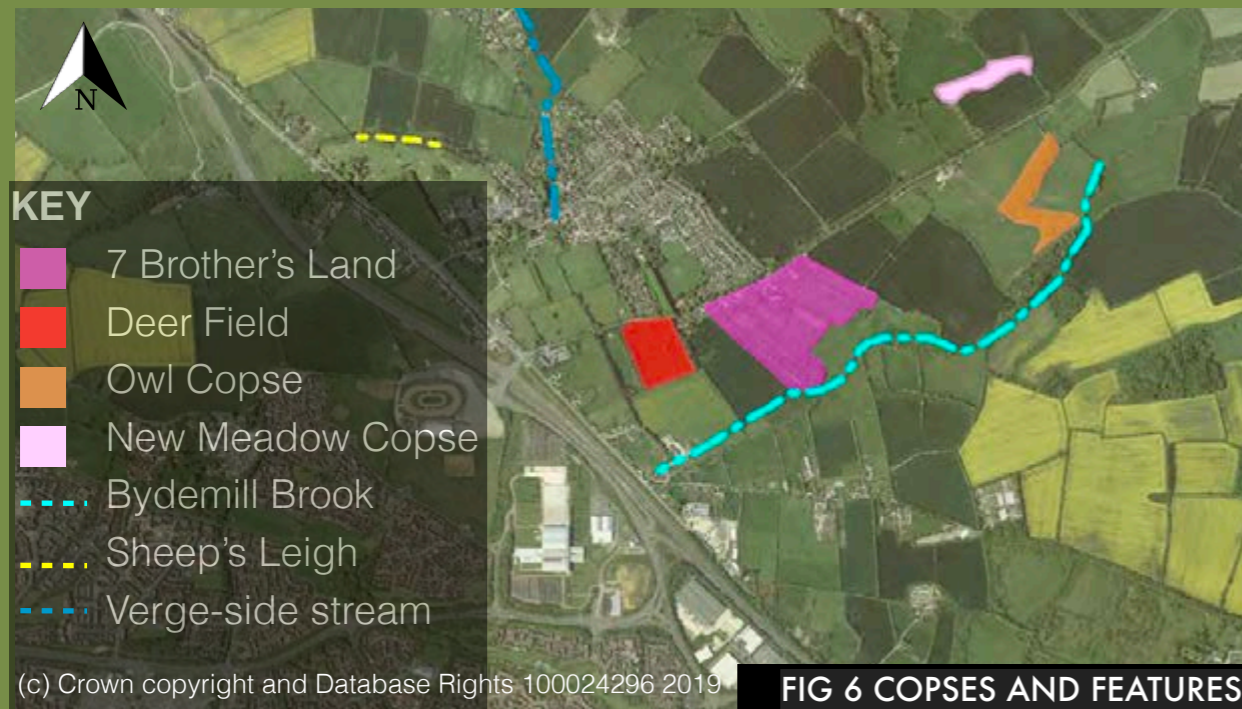 N
KEY
7 Brother's Land
Deer Field
Owl Copse
New Meadow Copse
Bydemill Brook
Sheep's Leigh
Verge-side stream
(c) Crown copyright and Database Rights 100024296 2019
FIG 6 COPSES AND FEATURES